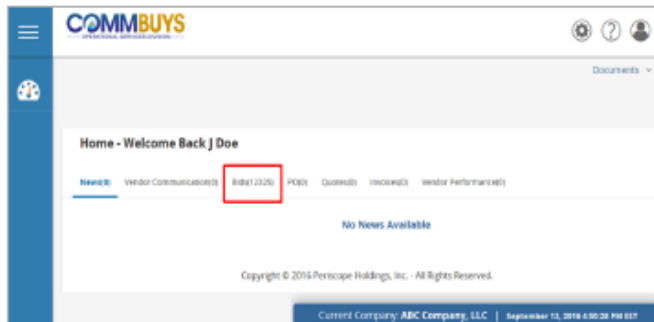 COMMBUYS
OPERATIONAL SERVICES DIVISION
Documents
Home - Welcome Back J Doe
News(0) Vendor Communication(0) Bids(12325) PO(0) Quotes(0) Invoices(0) Vendor Performance(0)
No News Available
Copyright © 2016 Periscope Holdings, Inc. - All Rights Reserved.
Current Company: ABC Company, LLC | September 13, 2016 4:50:28 PM EST